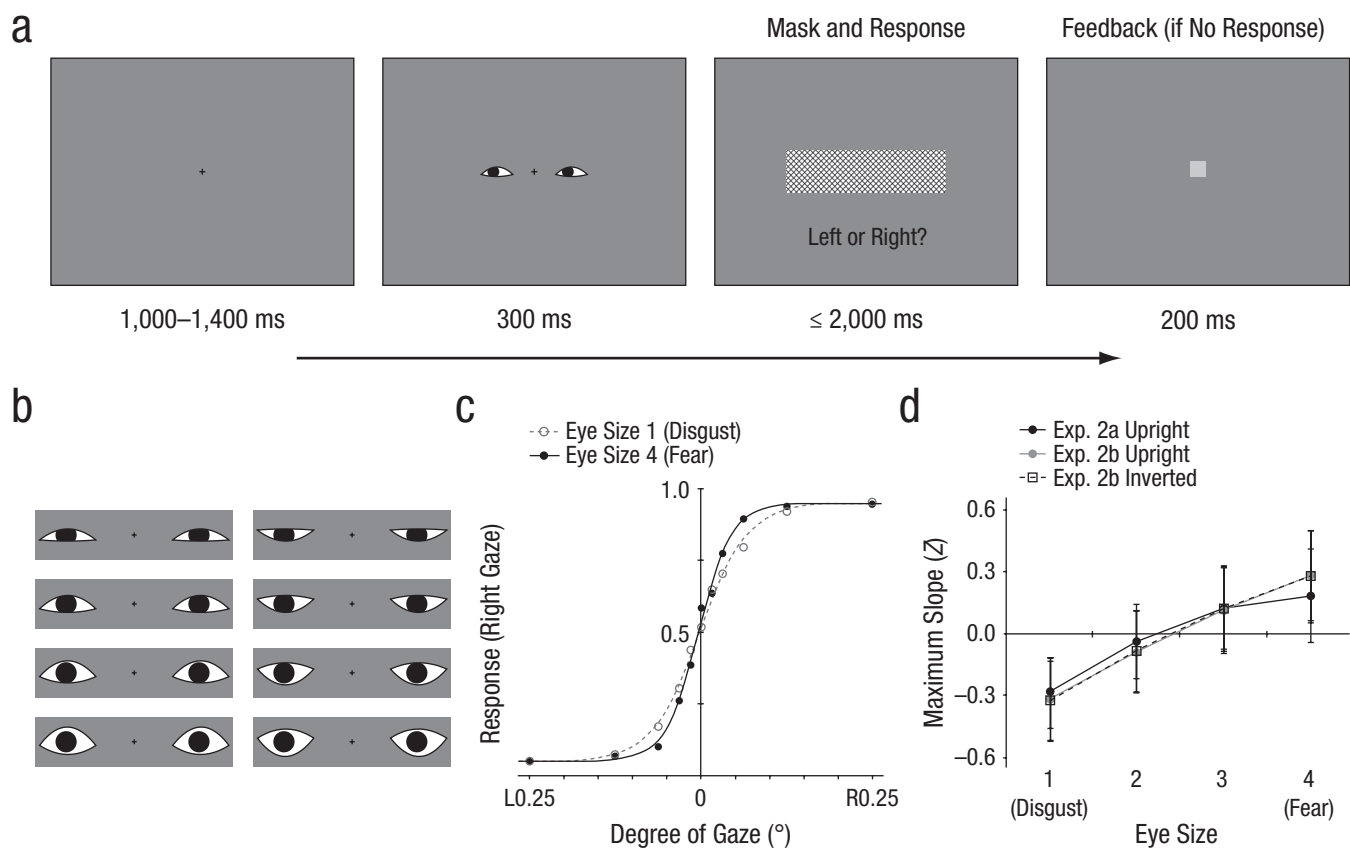 a
Mask and Response
Feedback (if No Response)
Left or Right?
1,000–1,400 ms
300 ms
≤ 2,000 ms
200 ms
b
c
Eye Size 1 (Disgust)
Eye Size 4 (Fear)
1.0
0.5
Response (Right Gaze)
L0.25
0
R0.25
Degree of Gaze (°)
d
Exp. 2a Upright
Exp. 2b Upright
Exp. 2b Inverted
0.6
0.3
0.0
–0.3
–0.6
Maximum Slope (Z)
1
2
3
4
(Disgust)
(Fear)
Eye Size